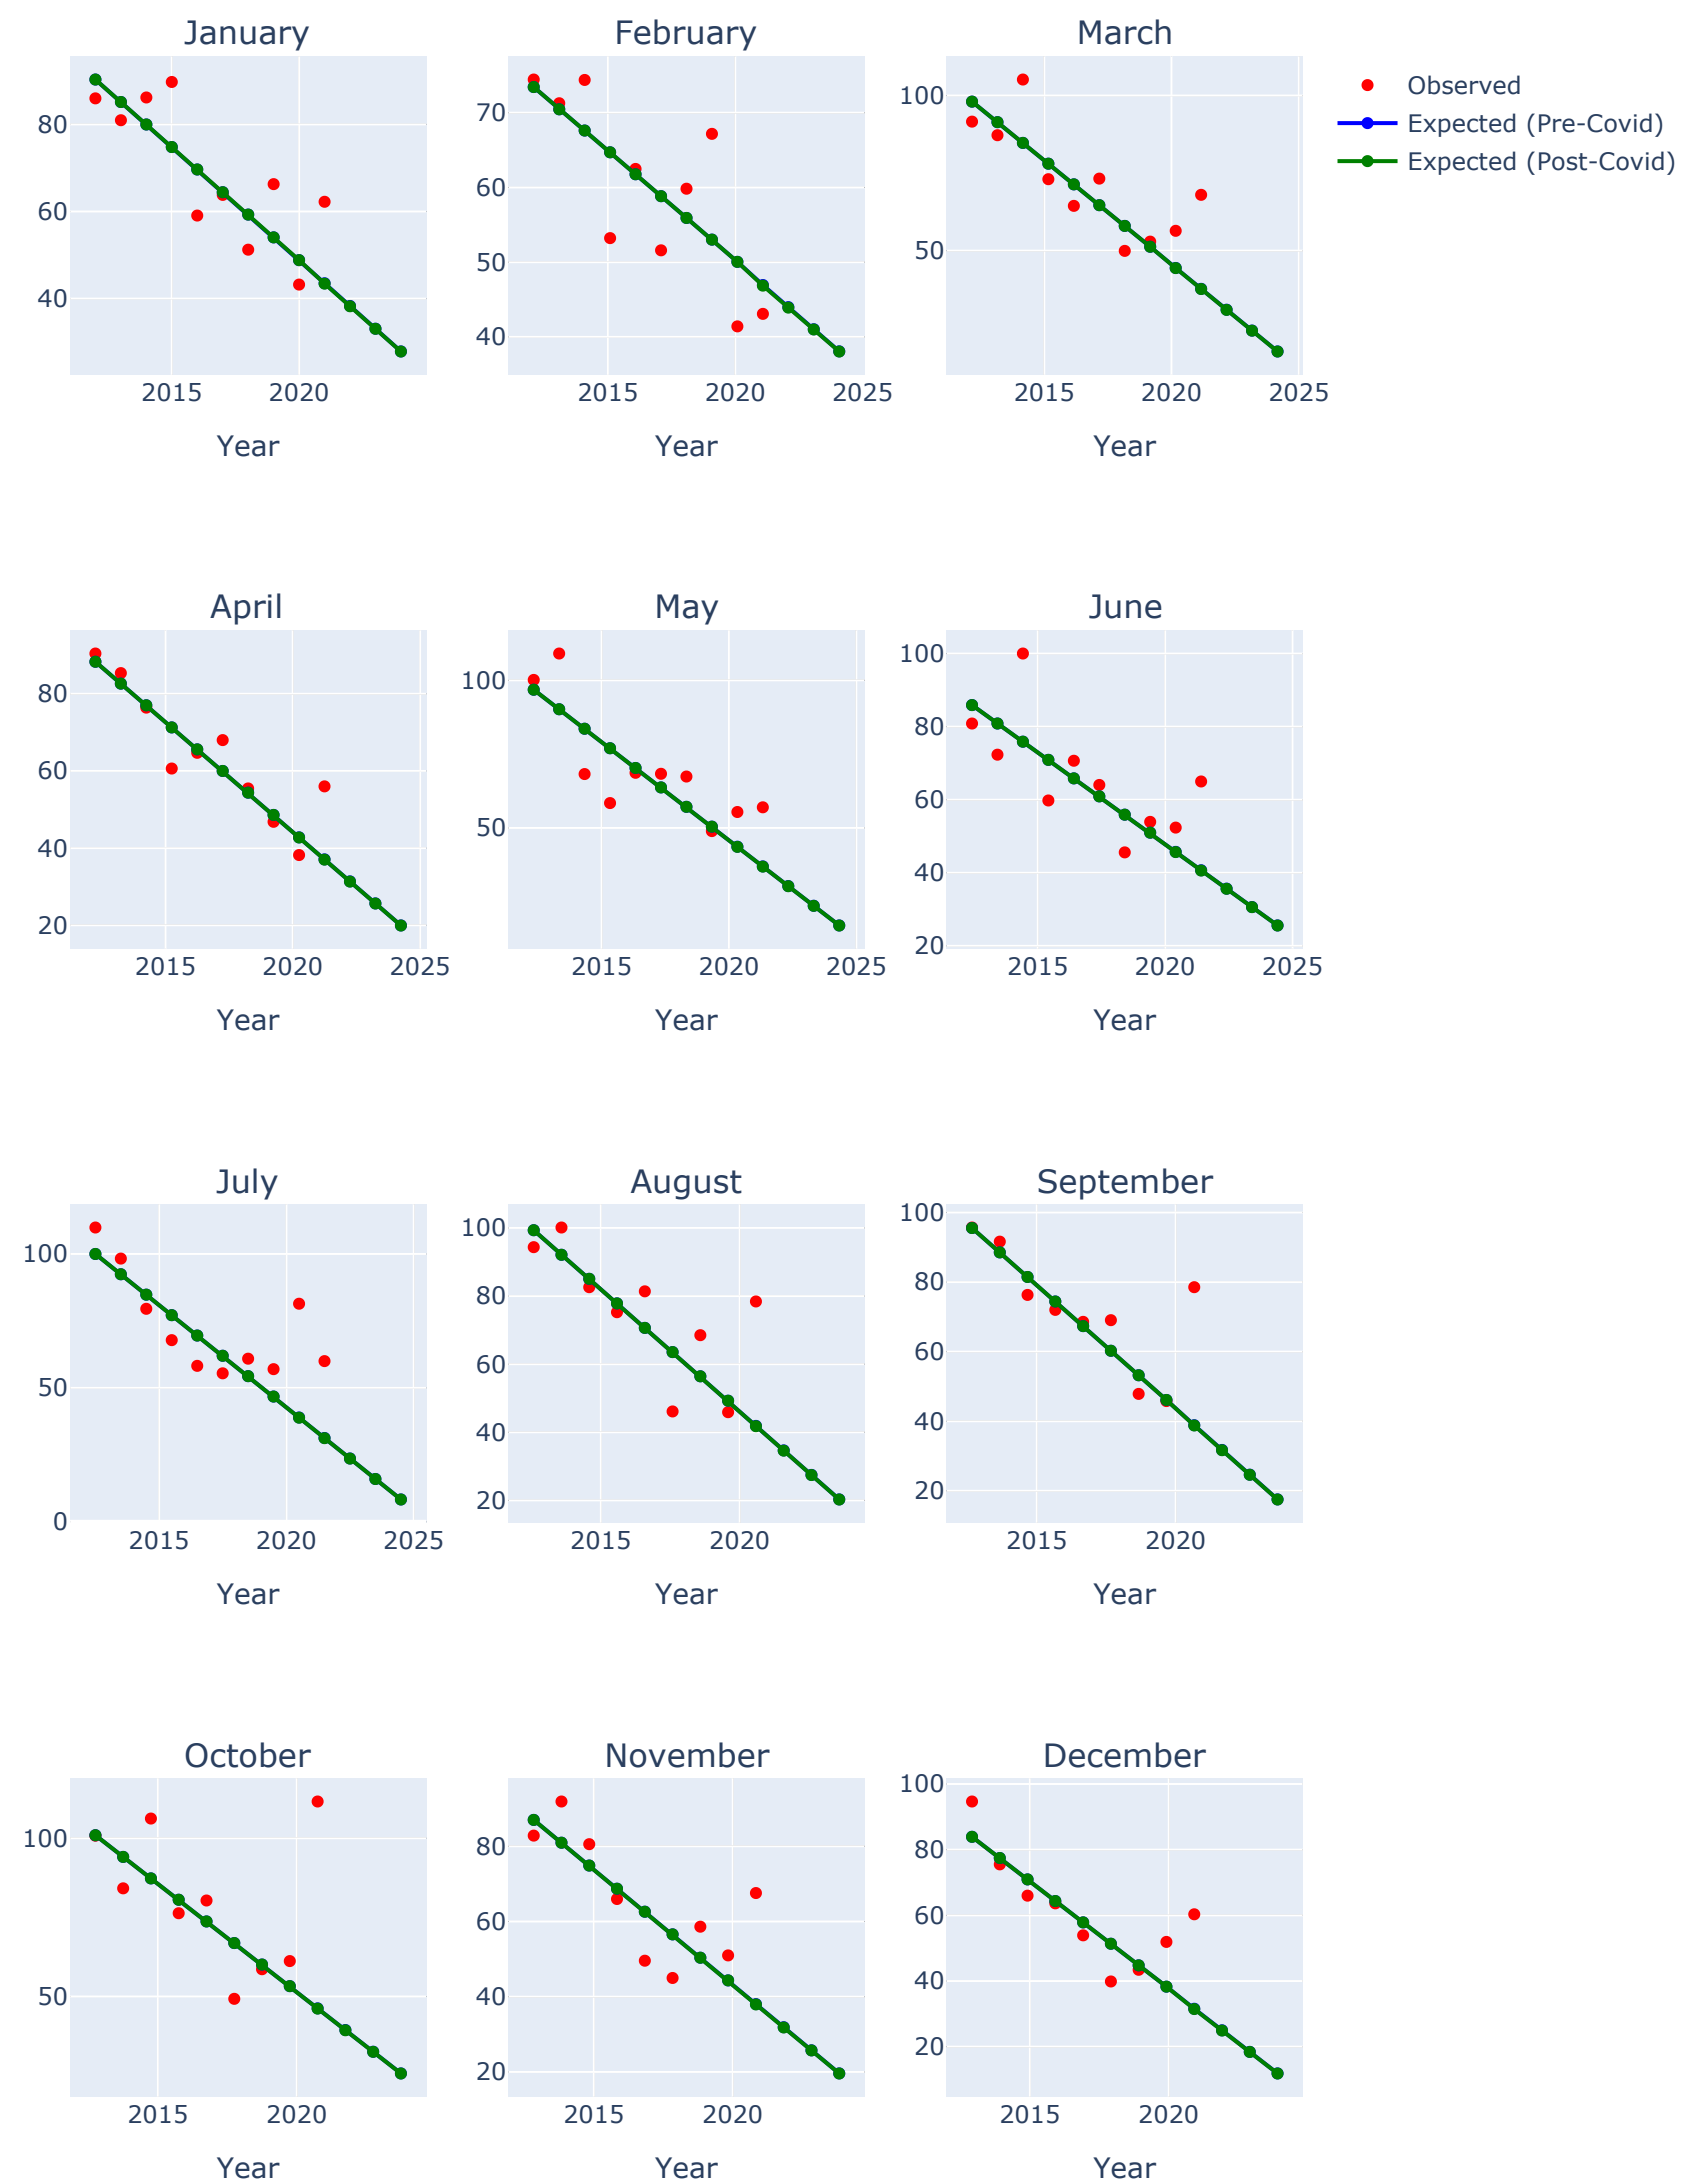 January February March
80
60
40
2015 2020
Year
70
60
50
40
2015 2020 2025
Year
100
50
2015 2020 2025
Year
Observed
Expected (Pre-Covid)
Expected (Post-Covid)
April May June
80
60
40
20
2015 2020 2025
Year
100
50
2015 2020 2025
Year
100
80
60
40
20
2015 2020 2025
Year
July August September
100
50
0
2015 2020 2025
Year
100
80
60
40
20
2015 2020
Year
100
80
60
40
20
2015 2020
Year
October November December
100
50
2015 2020
Year
80
60
40
20
2015 2020
Year
100
80
60
40
20
2015 2020
Year